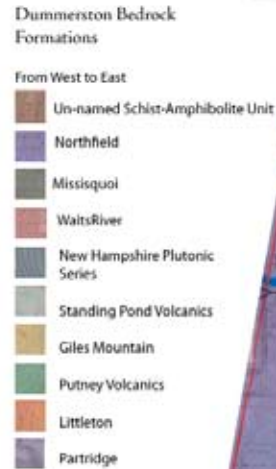 Dummerston Bedrock
Formations
From West to East
Un-named Schist-Amphibolite Unit
Northfield
Missisquoi
WaitsRiver
New Hampshire Plutonic
Series
Standing Pond Volcanics
Giles Mountain
Putney Volcanics
Littleton
Partridge